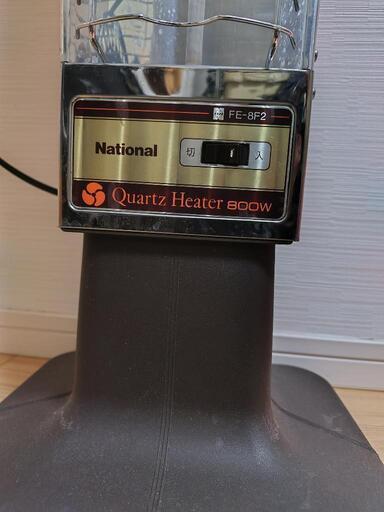 FE-8F2
National
切 入
Quartz Heater 800W